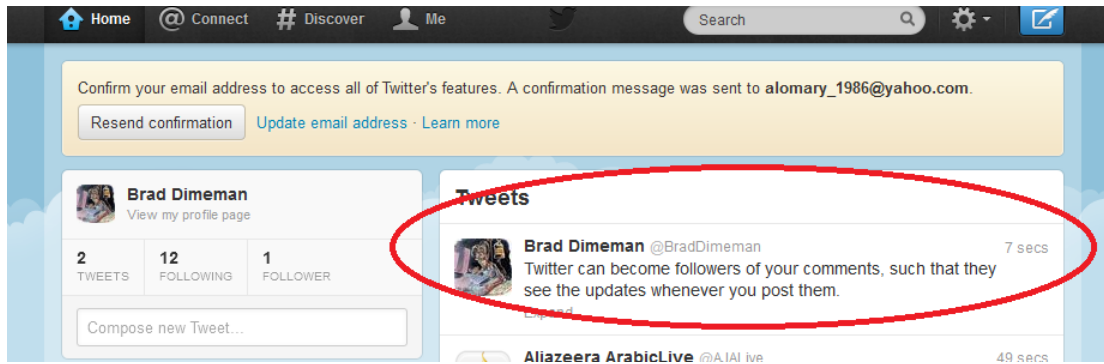 Home @ Connect # Discover Me Search
Confirm your email address to access all of Twitter's features. A confirmation message was sent to alomary_1986@yahoo.com.
Resend confirmation Update email address · Learn more
Brad Dimeman
View my profile page
2 12 1
TWEETS FOLLOWING FOLLOWER
Compose new Tweet...
Tweets
Brad Dimeman @BradDimeman 7 secs
Twitter can become followers of your comments, such that they
see the updates whenever you post them.
Expand
Aljazeera ArabicLive @AJALive 49 secs